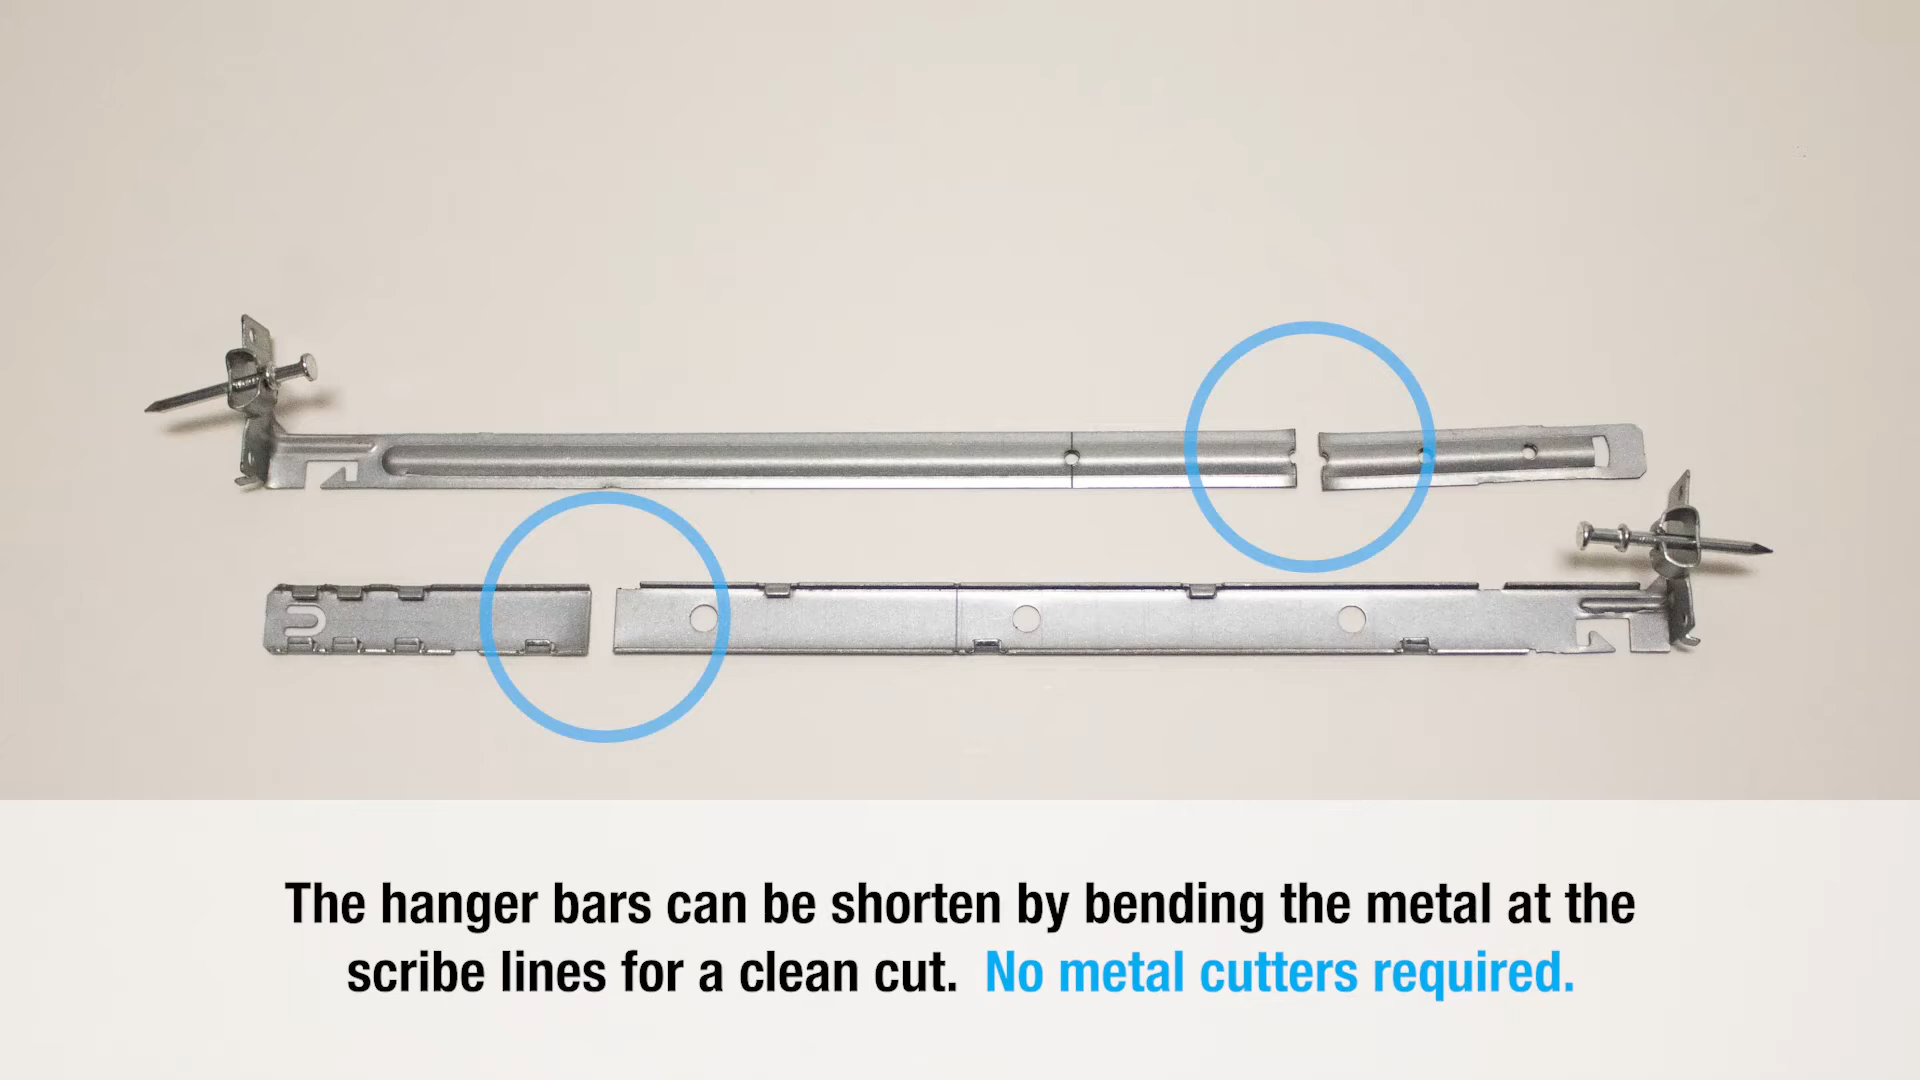 The hanger bars can be shorten by bending the metal at the
scribe lines for a clean cut. No metal cutters required.